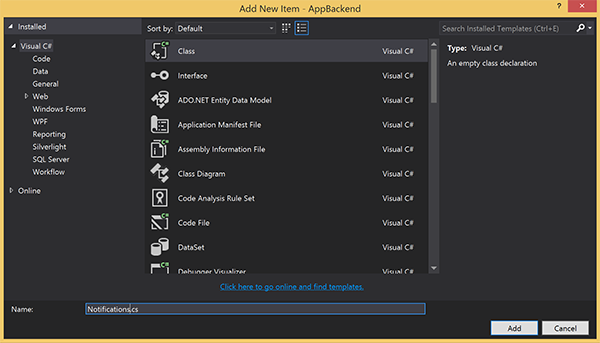 Add New Item - AppBackend
Installed
Sort by: Default
Search Installed Templates (Ctrl+E)
Visual C#
Code
Data
General
Web
Windows Forms
WPF
Reporting
Silverlight
SQL Server
Workflow
Online
Class Visual C#
Interface Visual C#
ADO.NET Entity Data Model Visual C#
Application Manifest File Visual C#
Assembly Information File Visual C#
Class Diagram Visual C#
Code Analysis Rule Set Visual C#
Code File Visual C#
DataSet Visual C#
Debugger Visualizer Visual C#
Type: Visual C#
An empty class declaration
Click here to go online and find templates.
Name: Notifications.cs
Add Cancel